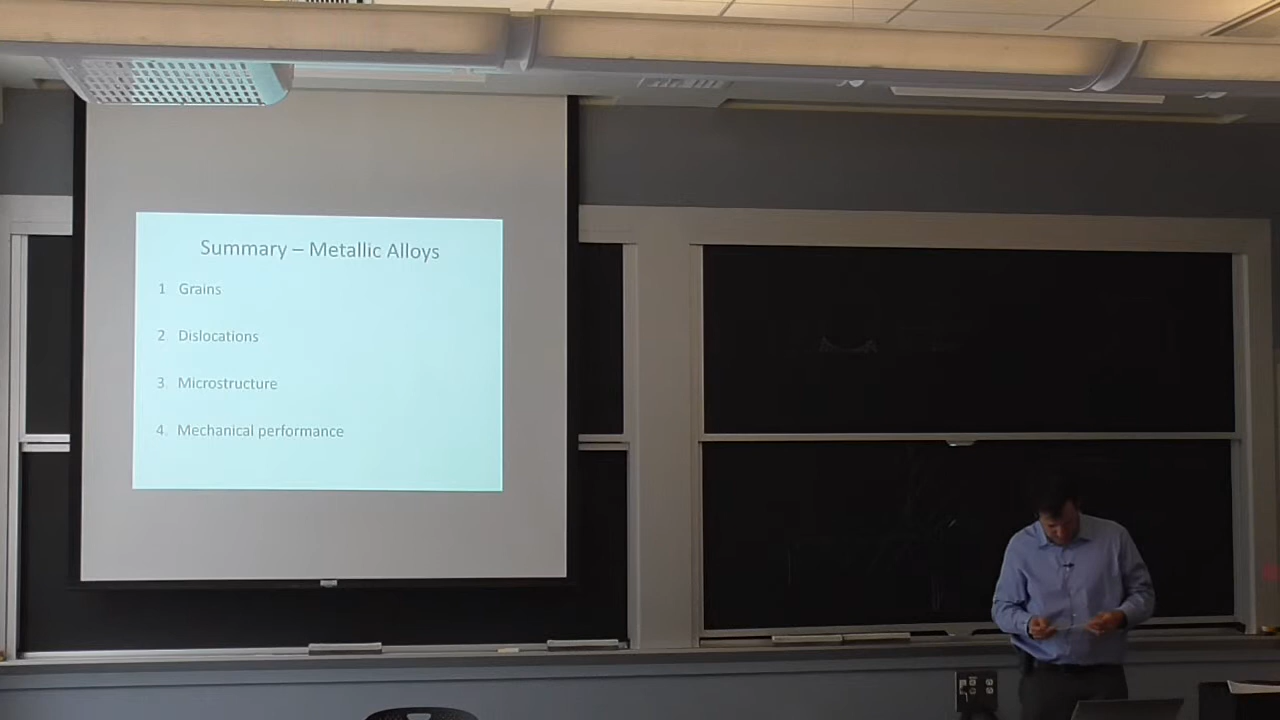 Summary – Metallic Alloys
1 Grains
2 Dislocations
3. Microstructure
4. Mechanical performance